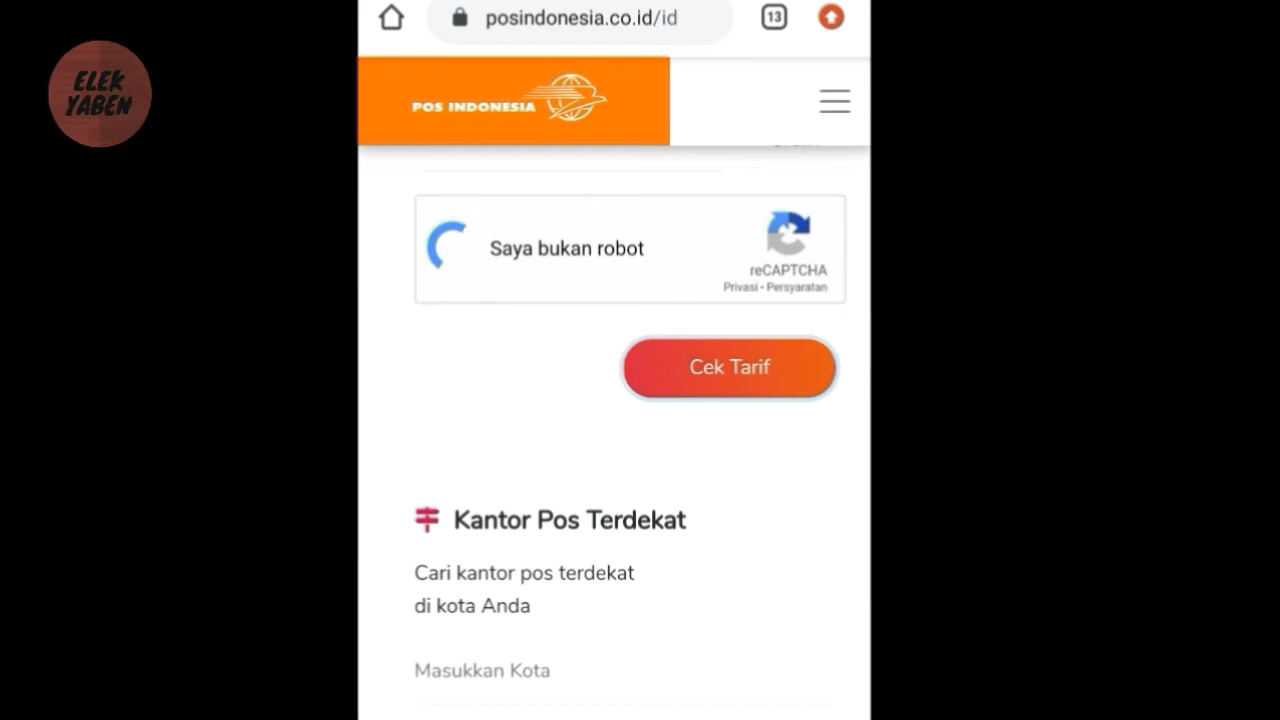 posindonesia.co.id/id
13
ELEK
YABEN
POS INDONESIA
Saya bukan robot
reCAPTCHA
Privasi - Persyaratan
Cek Tarif
Kantor Pos Terdekat
Cari kantor pos terdekat
di kota Anda
Masukkan Kota